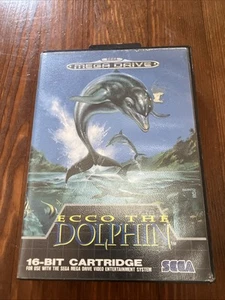 SEGA
MEGA DRIVE
ECCO THE
DOLPHIN
16-BIT CARTRIDGE
FOR USE WITH THE SEGA MEGA DRIVE VIDEO ENTERTAINMENT SYSTEM
SEGA